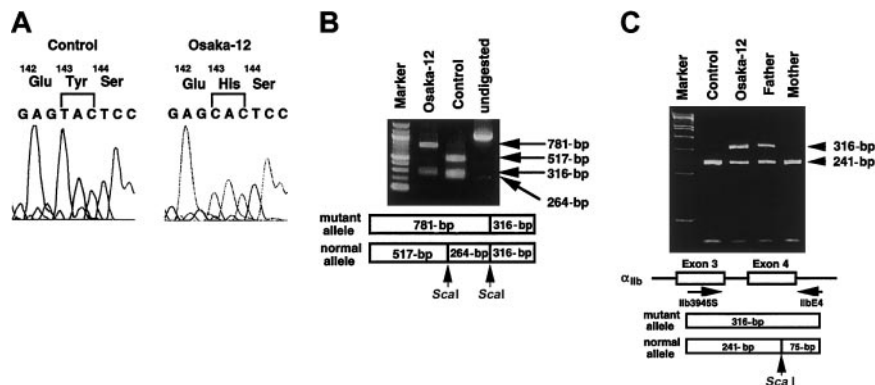 A
Control
142 143 144
Glu Tyr Ser
G A G T A C T C C
Osaka-12
142 143 144
Glu His Ser
G A G C A C T C C
B
Marker
Osaka-12
Control
undigested
781-bp
517-bp
316-bp
264-bp
mutant allele
781-bp 316-bp
normal allele
517-bp 264-bp 316-bp
ScaI ScaI
C
Marker
Control
Osaka-12
Father
Mother
316-bp
241-bp
Exon 3 Exon 4
αIIb
IIb3945S IIbE4
mutant allele
316-bp
normal allele
241-bp 75-bp
Sca I